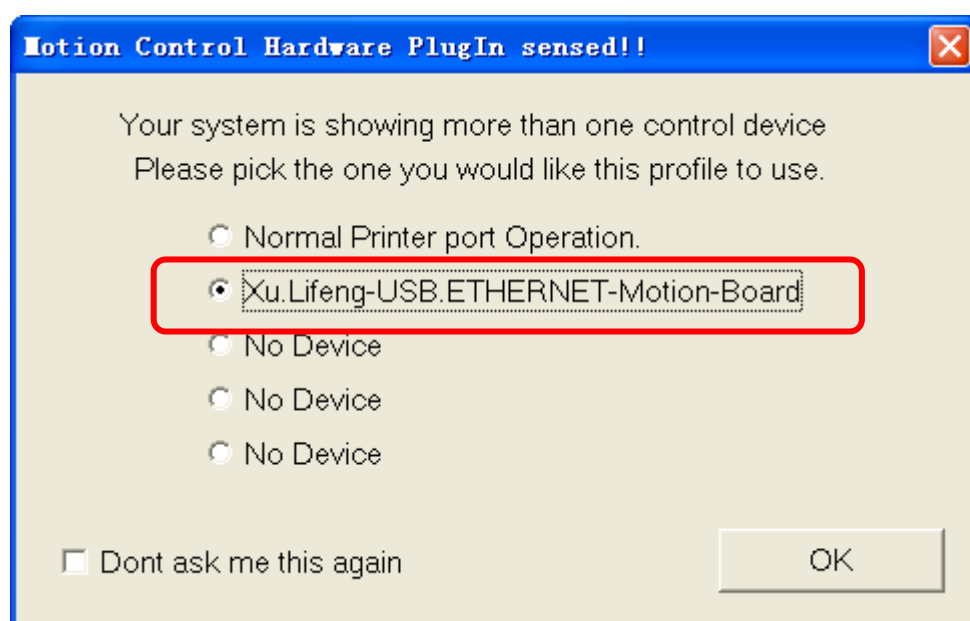 Motion Control Hardware PlugIn sensed!!
Your system is showing more than one control device
Please pick the one you would like this profile to use.
Normal Printer port Operation.
Xu.Lifeng-USB.ETHERNET-Motion-Board
No Device
No Device
No Device
Dont ask me this again
OK